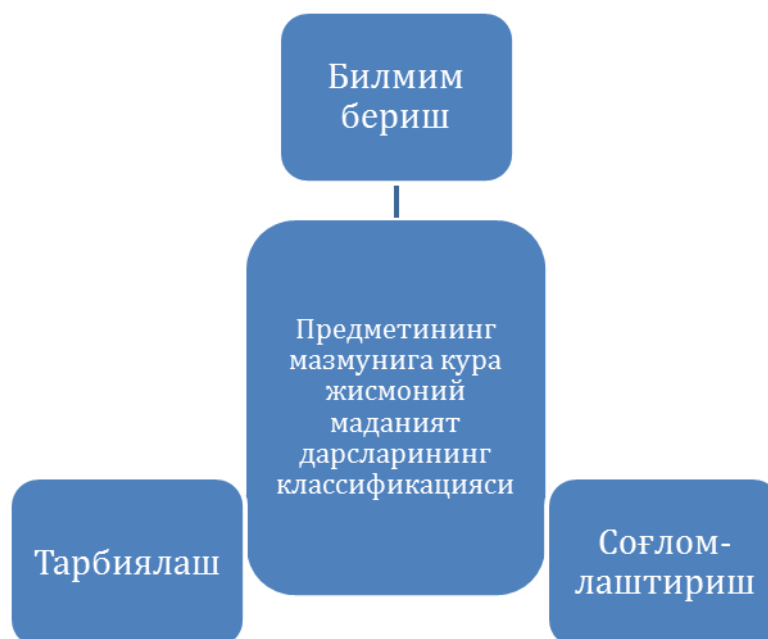 Билмим
бериш
Предметининг
мазмунига кура
жисмоний
маданият
дарсларининг
классификацияси
Тарбиялаш
Соғлом-
лаштириш